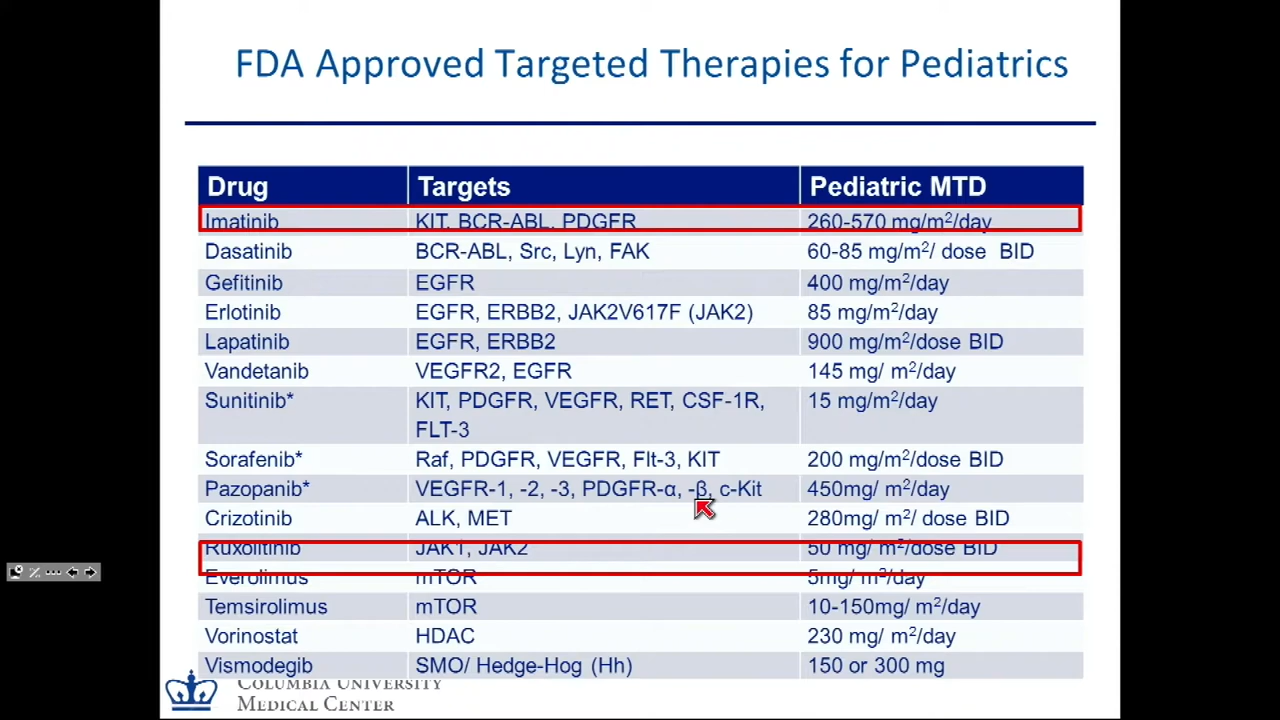 FDA Approved Targeted Therapies for Pediatrics
Drug Targets Pediatric MTD
Imatinib KIT, BCR-ABL, PDGFR 260-570 mg/m²/day
Dasatinib BCR-ABL, Src, Lyn, FAK 60-85 mg/m²/ dose BID
Gefitinib EGFR 400 mg/m²/day
Erlotinib EGFR, ERBB2, JAK2V617F (JAK2) 85 mg/m²/day
Lapatinib EGFR, ERBB2 900 mg/m²/dose BID
Vandetanib VEGFR2, EGFR 145 mg/ m²/day
Sunitinib* KIT, PDGFR, VEGFR, RET, CSF-1R, 15 mg/m²/day
FLT-3
Sorafenib* Raf, PDGFR, VEGFR, Flt-3, KIT 200 mg/m²/dose BID
Pazopanib* VEGFR-1, -2, -3, PDGFR-α, -β, c-Kit 450mg/ m²/day
Crizotinib ALK, MET 280mg/ m²/ dose BID
Ruxolitinib JAK1, JAK2 50 mg/ m²/dose BID
Everolimus mTOR 5mg/ m²/day
Temsirolimus mTOR 10-150mg/ m²/day
Vorinostat HDAC 230 mg/ m²/day
Vismodegib SMO/ Hedge-Hog (Hh) 150 or 300 mg
COLUMBIA UNIVERSITY
MEDICAL CENTER